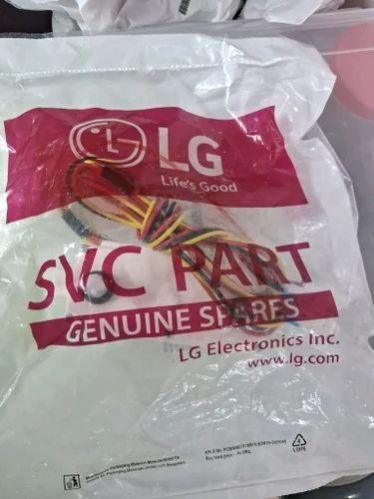 LG
Life's Good
SVC PART
GENUINE SPARES
LG Electronics Inc.
www.lg.com
LDPE